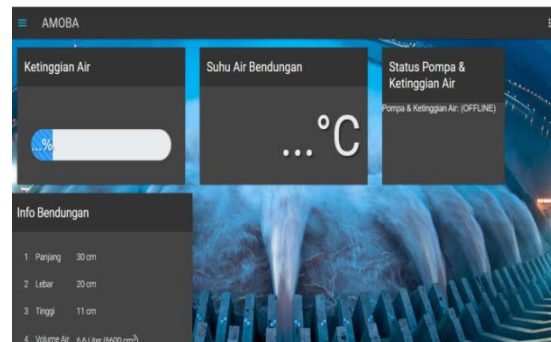 AMOBA
Ketinggian Air
...%
Suhu Air Bendungan
...°C
Status Pompa &
Ketinggian Air
Pompa & Ketinggian Air: (OFFLINE)
Info Bendungan
1 Panjang 30 cm
2 Lebar 20 cm
3 Tinggi 11 cm
4 Volume Air 6,6 Liter (6600 cm³)